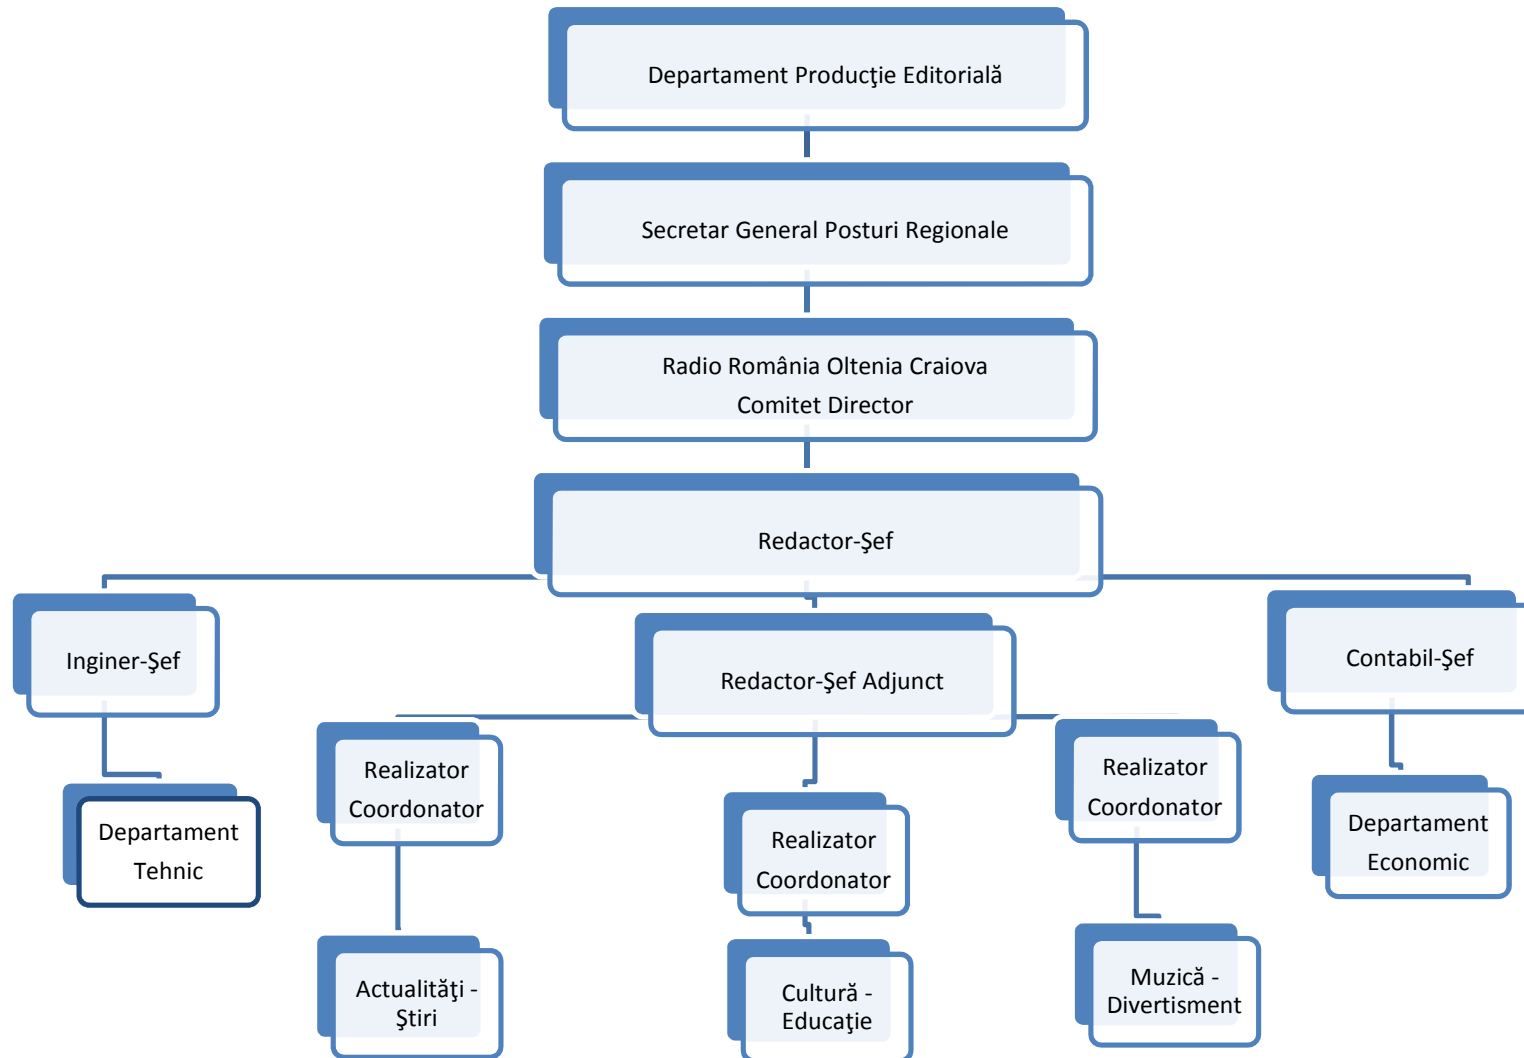 Departament Producţie Editorială
Secretar General Posturi Regionale
Radio România Oltenia Craiova
Comitet Director
Redactor-Şef
Inginer-Şef
Redactor-Şef Adjunct
Contabil-Şef
Departament
Tehnic
Realizator
Coordonator
Realizator
Coordonator
Realizator
Coordonator
Departament
Economic
Actualităţi -
Ştiri
Cultură -
Educaţie
Muzică -
Divertisment